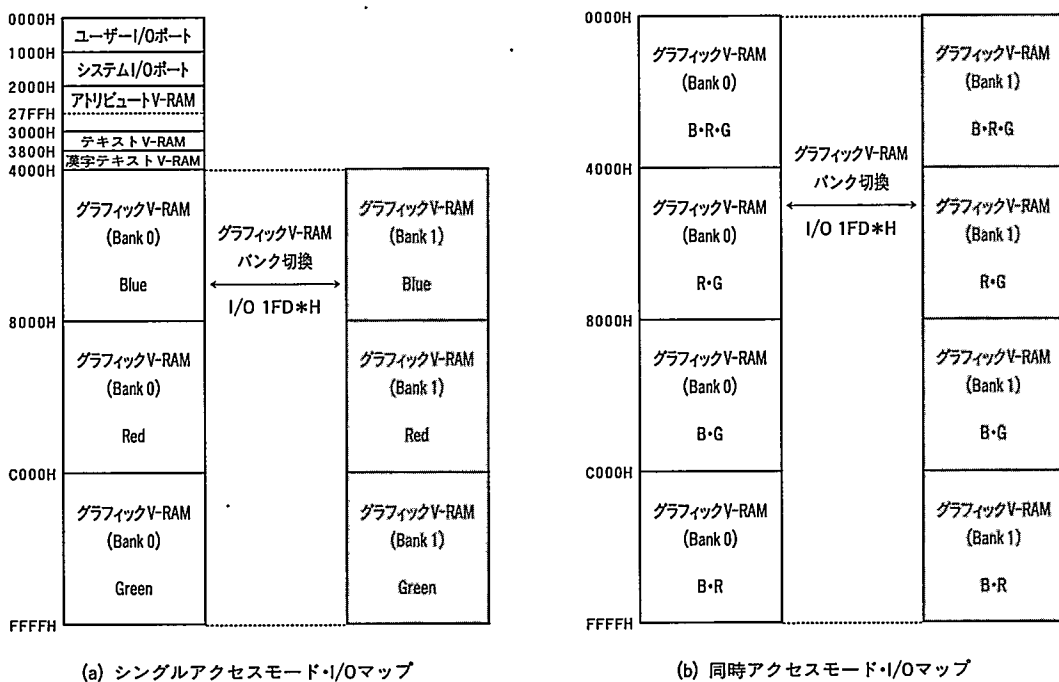 0000H
ユーザーI/Oポート
1000H
システムI/Oポート
2000H
アトリビュートV-RAM
27FFH
3000H
テキストV-RAM
3800H
漢字テキストV-RAM
4000H
グラフィックV-RAM
(Bank 0)
Blue
8000H
グラフィックV-RAM
(Bank 0)
Red
C000H
グラフィックV-RAM
(Bank 0)
Green
FFFFH
グラフィックV-RAM
バンク切換
I/O 1FD*H
グラフィックV-RAM
(Bank 1)
Blue
グラフィックV-RAM
(Bank 1)
Red
グラフィックV-RAM
(Bank 1)
Green
(a) シングルアクセスモード・I/Oマップ
0000H
グラフィックV-RAM
(Bank 0)
B・R・G
4000H
グラフィックV-RAM
(Bank 0)
R・G
8000H
グラフィックV-RAM
(Bank 0)
B・G
C000H
グラフィックV-RAM
(Bank 0)
B・R
FFFFH
グラフィックV-RAM
バンク切換
I/O 1FD*H
グラフィックV-RAM
(Bank 1)
B・R・G
グラフィックV-RAM
(Bank 1)
R・G
グラフィックV-RAM
(Bank 1)
B・G
グラフィックV-RAM
(Bank 1)
B・R
(b) 同時アクセスモード・I/Oマップ